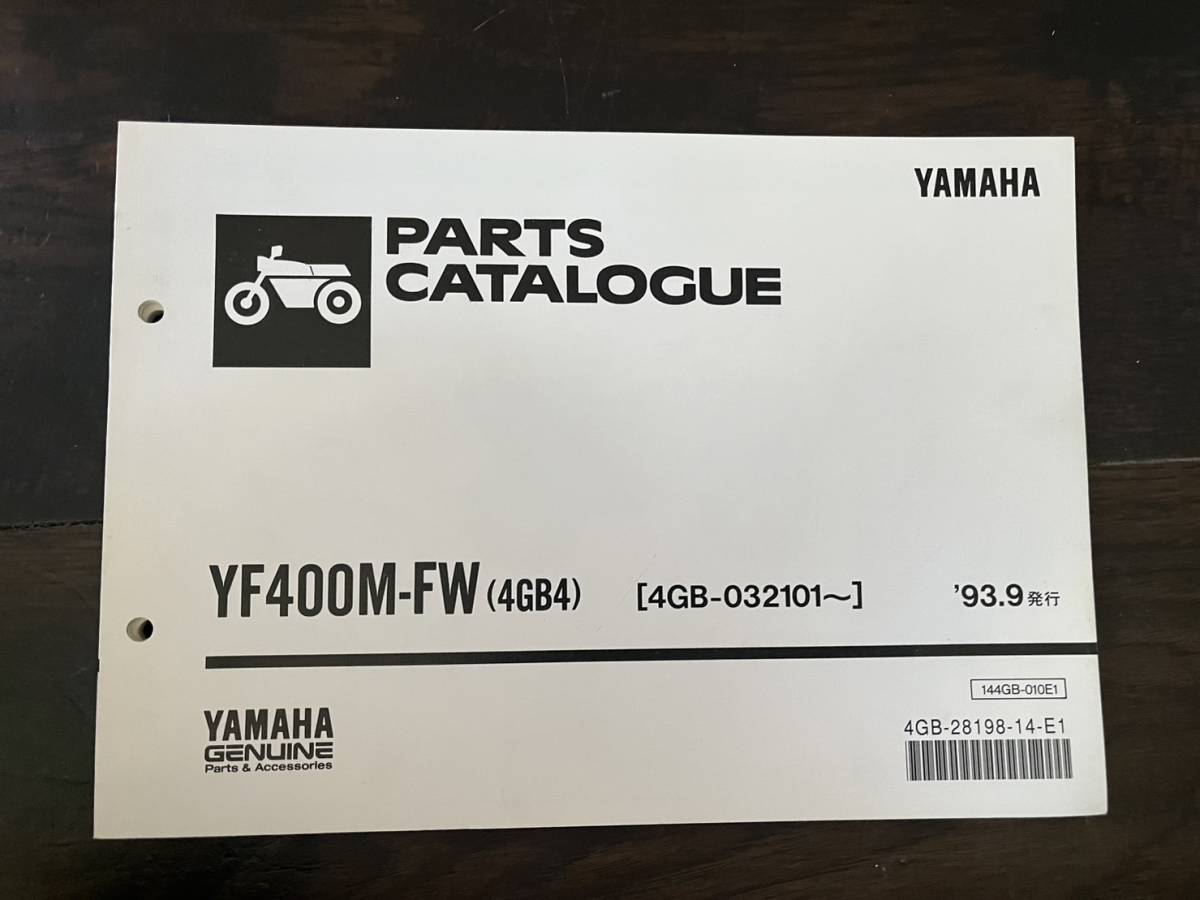 YAMAHA
PARTS
CATALOGUE
YF400M-FW (4GB4) [4GB-032101～] '93.9 発行
144GB-010E1
4GB-28198-14-E1
YAMAHA
GENUINE
Parts & Accessories